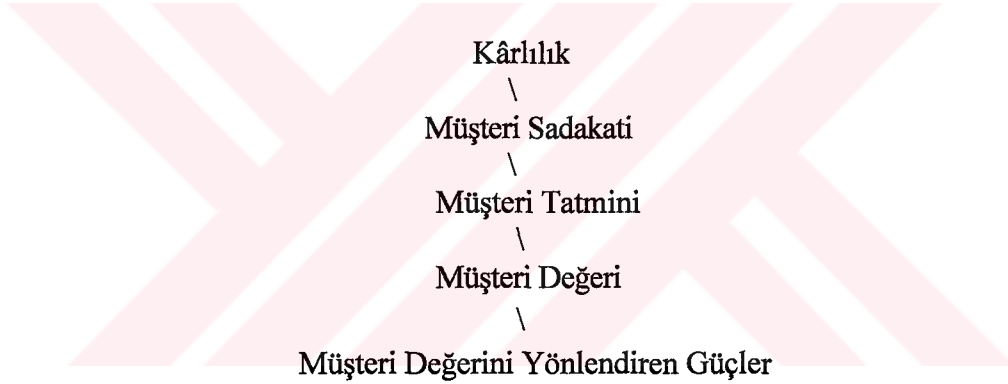 Kârlılık
\
Müşteri Sadakati
\
Müşteri Tatmini
\
Müşteri Değeri
\
Müşteri Değerini Yönlendiren Güçler